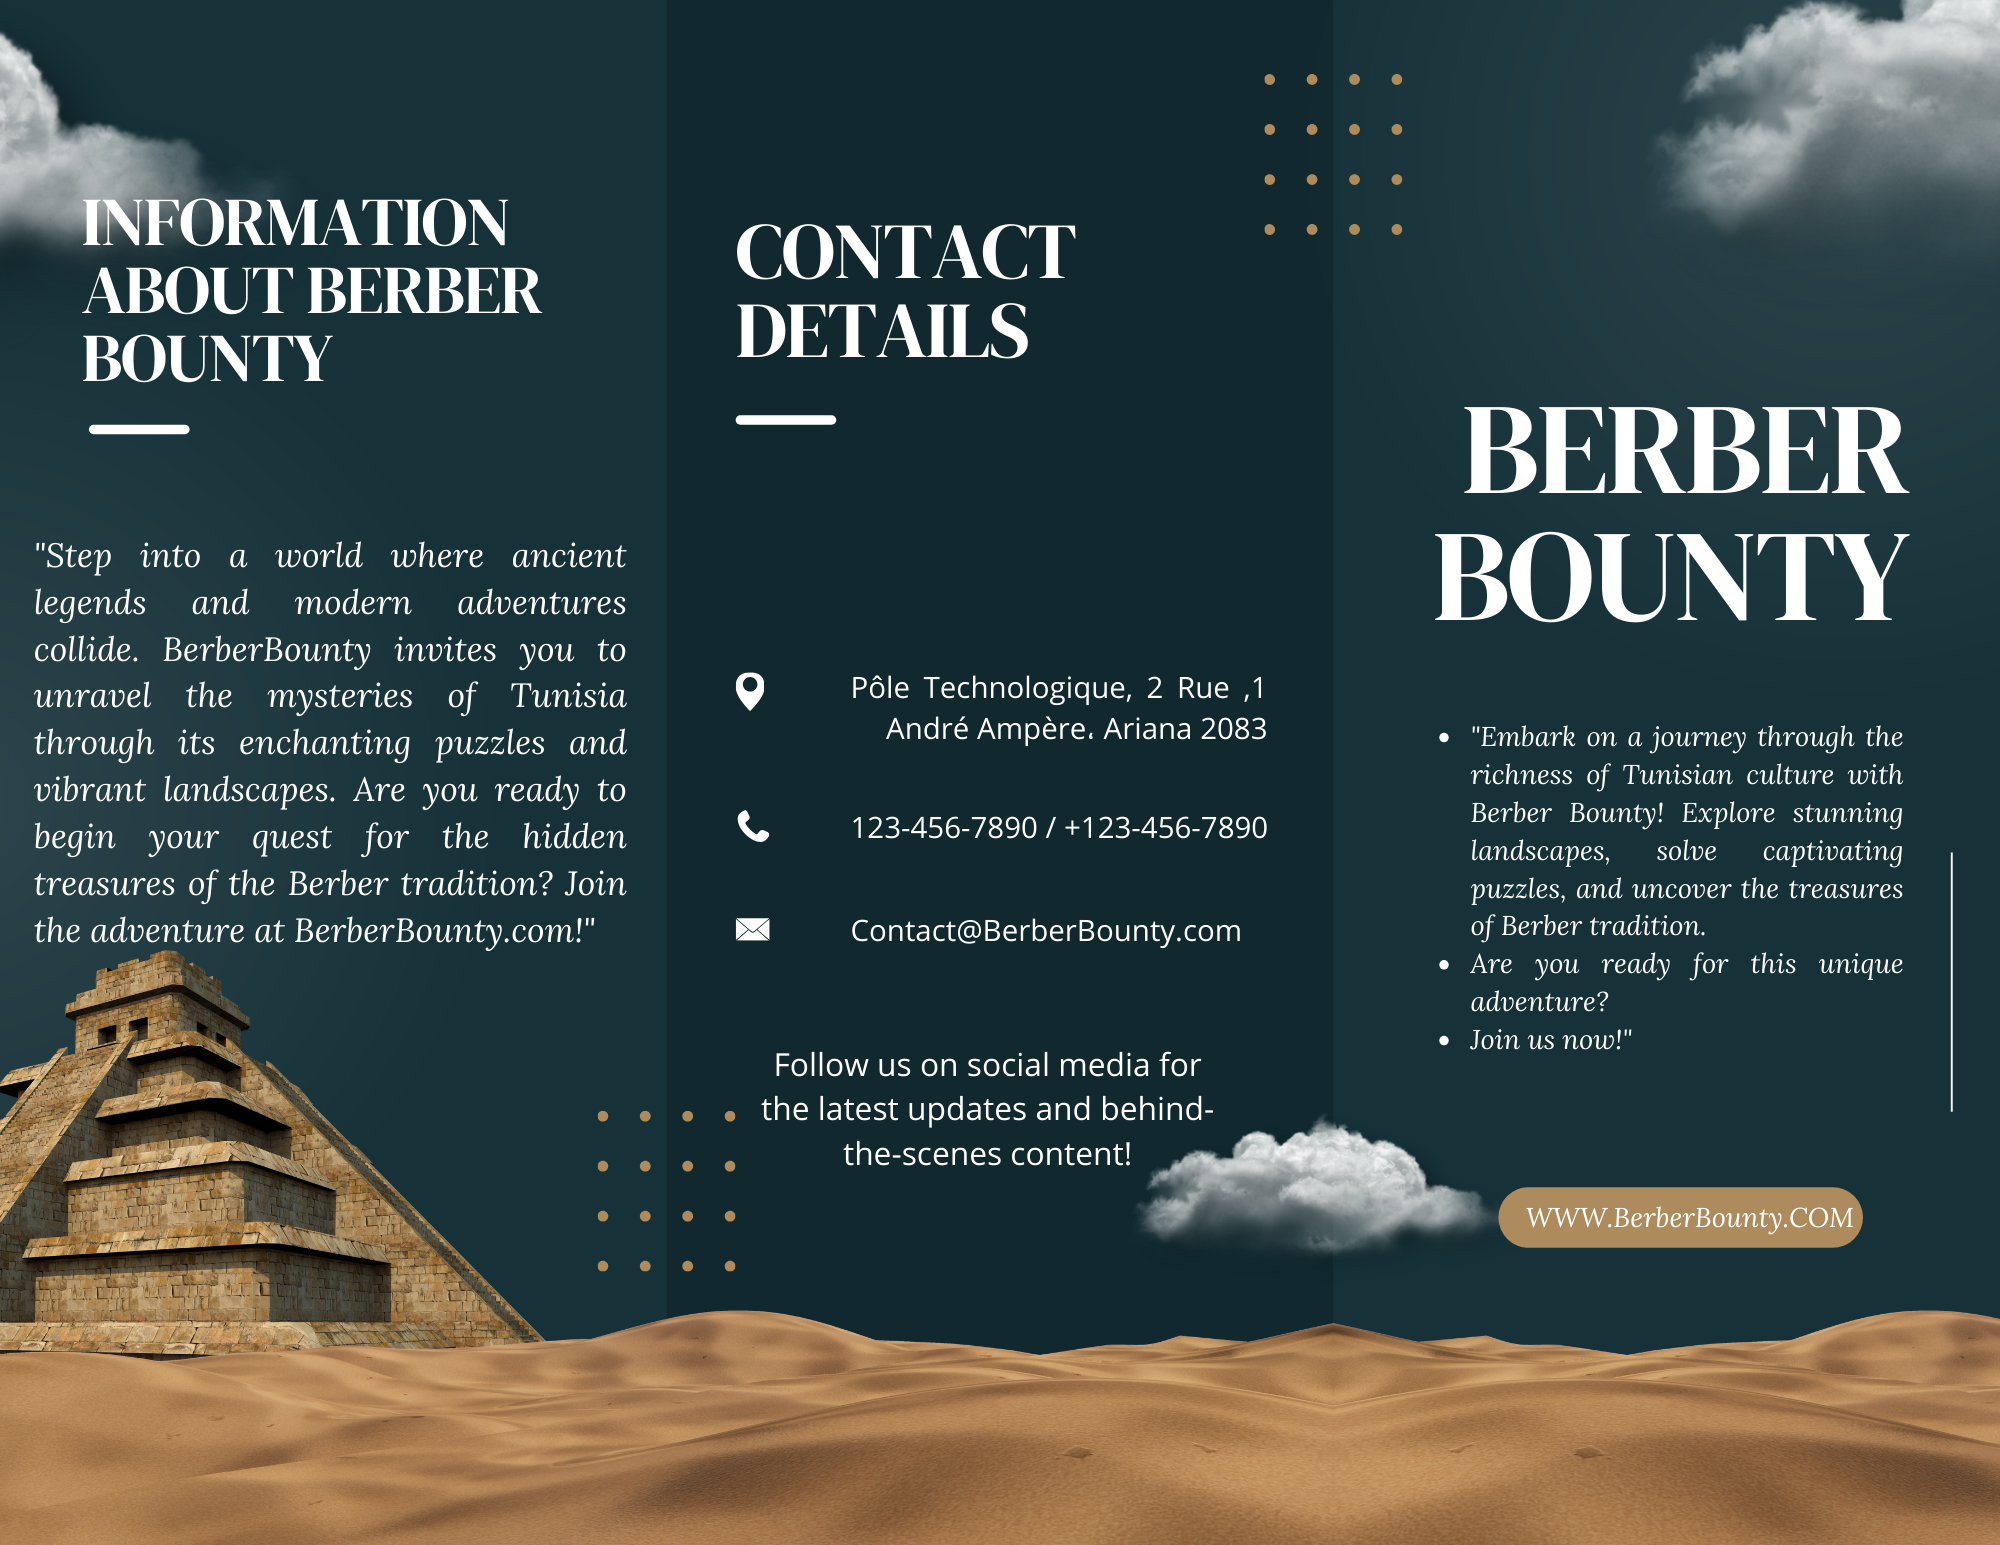 INFORMATION
ABOUT BERBER
BOUNTY
"Step into a world where ancient
legends and modern adventures
collide. BerberBounty invites you to
unravel the mysteries of Tunisia
through its enchanting puzzles and
vibrant landscapes. Are you ready to
begin your quest for the hidden
treasures of the Berber tradition? Join
the adventure at BerberBounty.com!"
CONTACT
DETAILS
Pôle Technologique, 2 Rue ,1
André Ampère، Ariana 2083
123-456-7890 / +123-456-7890
Contact@BerberBounty.com
Follow us on social media for
the latest updates and behind-
the-scenes content!
BERBER
BOUNTY
• "Embark on a journey through the
richness of Tunisian culture with
Berber Bounty! Explore stunning
landscapes, solve captivating
puzzles, and uncover the treasures
of Berber tradition.
• Are you ready for this unique
adventure?
• Join us now!"
WWW.BerberBounty.COM